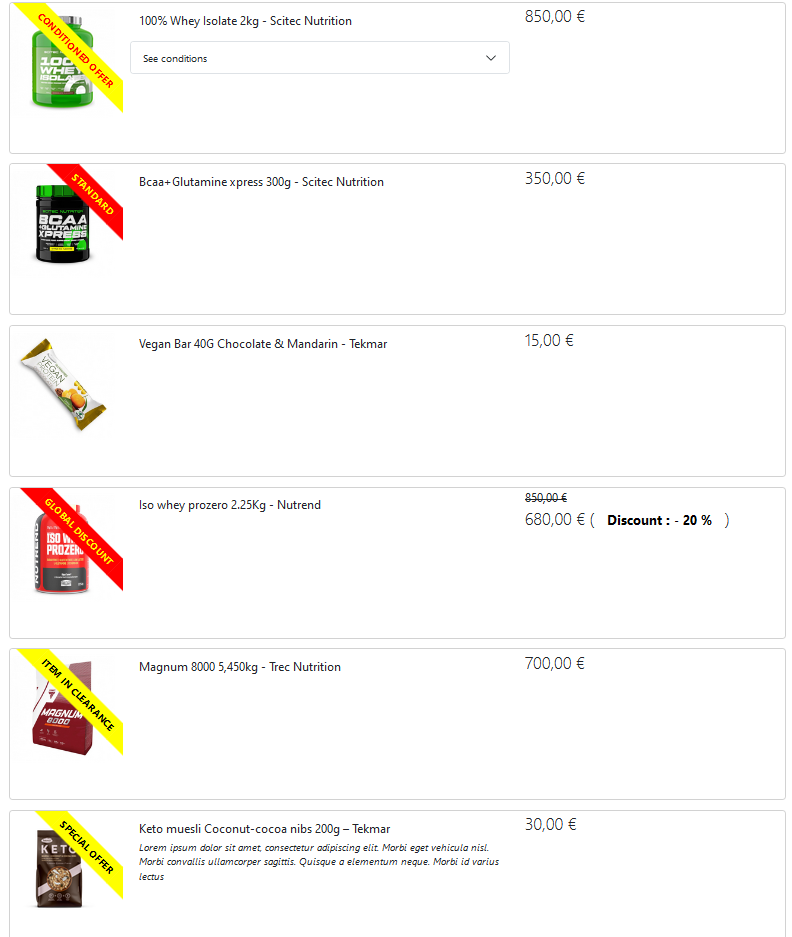 CONDITIONED OFFER
100% Whey Isolate 2kg - Scitec Nutrition
850,00 €
See conditions
SCITEC NUTRITION
100%
WHEY
ISOLATE
STANDARD
Bcaa+Glutamine xpress 300g - Scitec Nutrition
350,00 €
SCITEC NUTRITION
BCAA
+GLUTAMINE
XPRESS
Vegan Bar 40G Chocolate & Mandarin - Tekmar
15,00 €
VEGAN
PROTEIN
GLOBAL DISCOUNT
Iso whey prozero 2.25Kg - Nutrend
850,00 €
680,00 € ( Discount : - 20 % )
NUTREND
ISO W
PROZERO
ITEM IN CLEARANCE
Magnum 8000 5,450kg - Trec Nutrition
700,00 €
MAGNUM
8000
SPECIAL OFFER
Keto muesli Coconut-cocoa nibs 200g – Tekmar
30,00 €
Lorem ipsum dolor sit amet, consectetur adipiscing elit. Morbi eget vehicula nisl.
Morbi convallis ullamcorper sagittis. Quisque a elementum neque. Morbi id varius
lectus
KETO